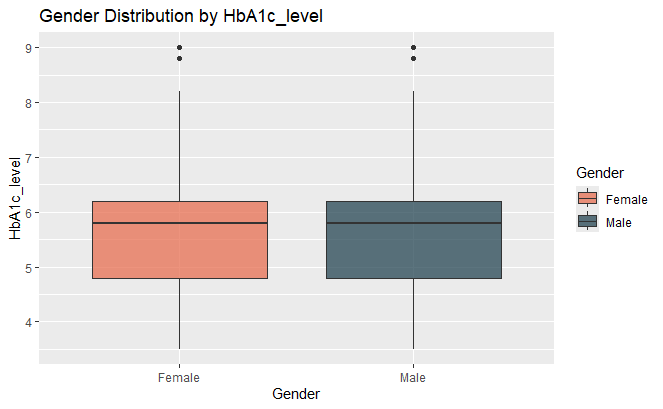 Gender Distribution by HbA1c_level
HbA1c_level
9
8
7
6
5
4
Female
Male
Gender
Gender
Female
Male